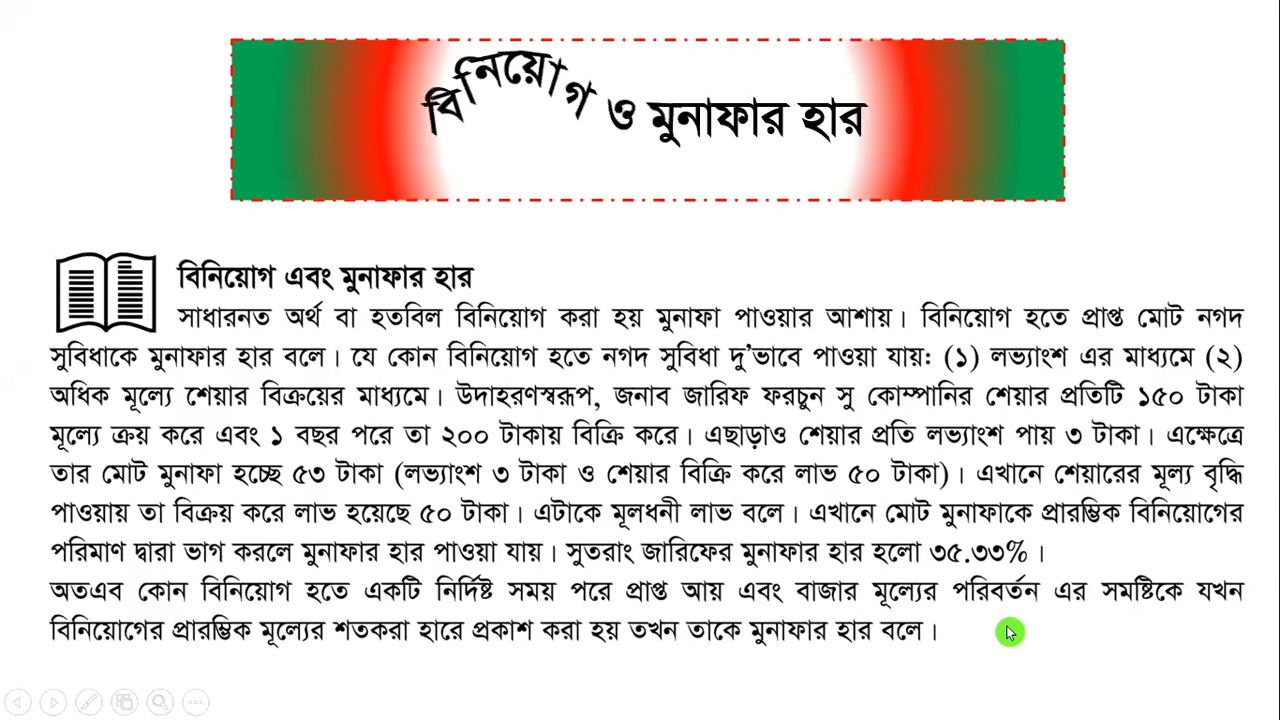 বিনিয়োগ ও মুনাফার হার
বিনিয়োগ এবং মুনাফার হার
সাধারনত অর্থ বা হতবিল বিনিয়োগ করা হয় মুনাফা পাওয়ার আশায়। বিনিয়োগ হতে প্রাপ্ত মোট নগদ
সুবিধাকে মুনাফার হার বলে। যে কোন বিনিয়োগ হতে নগদ সুবিধা দু’ভাবে পাওয়া যায়: (১) লভ্যাংশ এর মাধ্যমে (২)
অধিক মূল্যে শেয়ার বিক্রয়ের মাধ্যমে। উদাহরণস্বরূপ, জনাব জারিফ ফরচুন সু কোম্পানির শেয়ার প্রতিটি ১৫০ টাকা
মূল্যে ক্রয় করে এবং ১ বছর পরে তা ২০০ টাকায় বিক্রি করে। এছাড়াও শেয়ার প্রতি লভ্যাংশ পায় ৩ টাকা। এক্ষেত্রে
তার মোট মুনাফা হচ্ছে ৫৩ টাকা (লভ্যাংশ ৩ টাকা ও শেয়ার বিক্রি করে লাভ ৫০ টাকা)। এখানে শেয়ারের মূল্য বৃদ্ধি
পাওয়ায় তা বিক্রয় করে লাভ হয়েছে ৫০ টাকা। এটাকে মূলধনী লাভ বলে। এখানে মোট মুনাফাকে প্রারম্ভিক বিনিয়োগের
পরিমাণ দ্বারা ভাগ করলে মুনাফার হার পাওয়া যায়। সুতরাং জারিফের মুনাফার হার হলো ৩৫.৩৩%।
অতএব কোন বিনিয়োগ হতে একটি নির্দিষ্ট সময় পরে প্রাপ্ত আয় এবং বাজার মূল্যের পরিবর্তন এর সমষ্টিকে যখন
বিনিয়োগের প্রারম্ভিক মূল্যের শতকরা হারে প্রকাশ করা হয় তখন তাকে মুনাফার হার বলে।